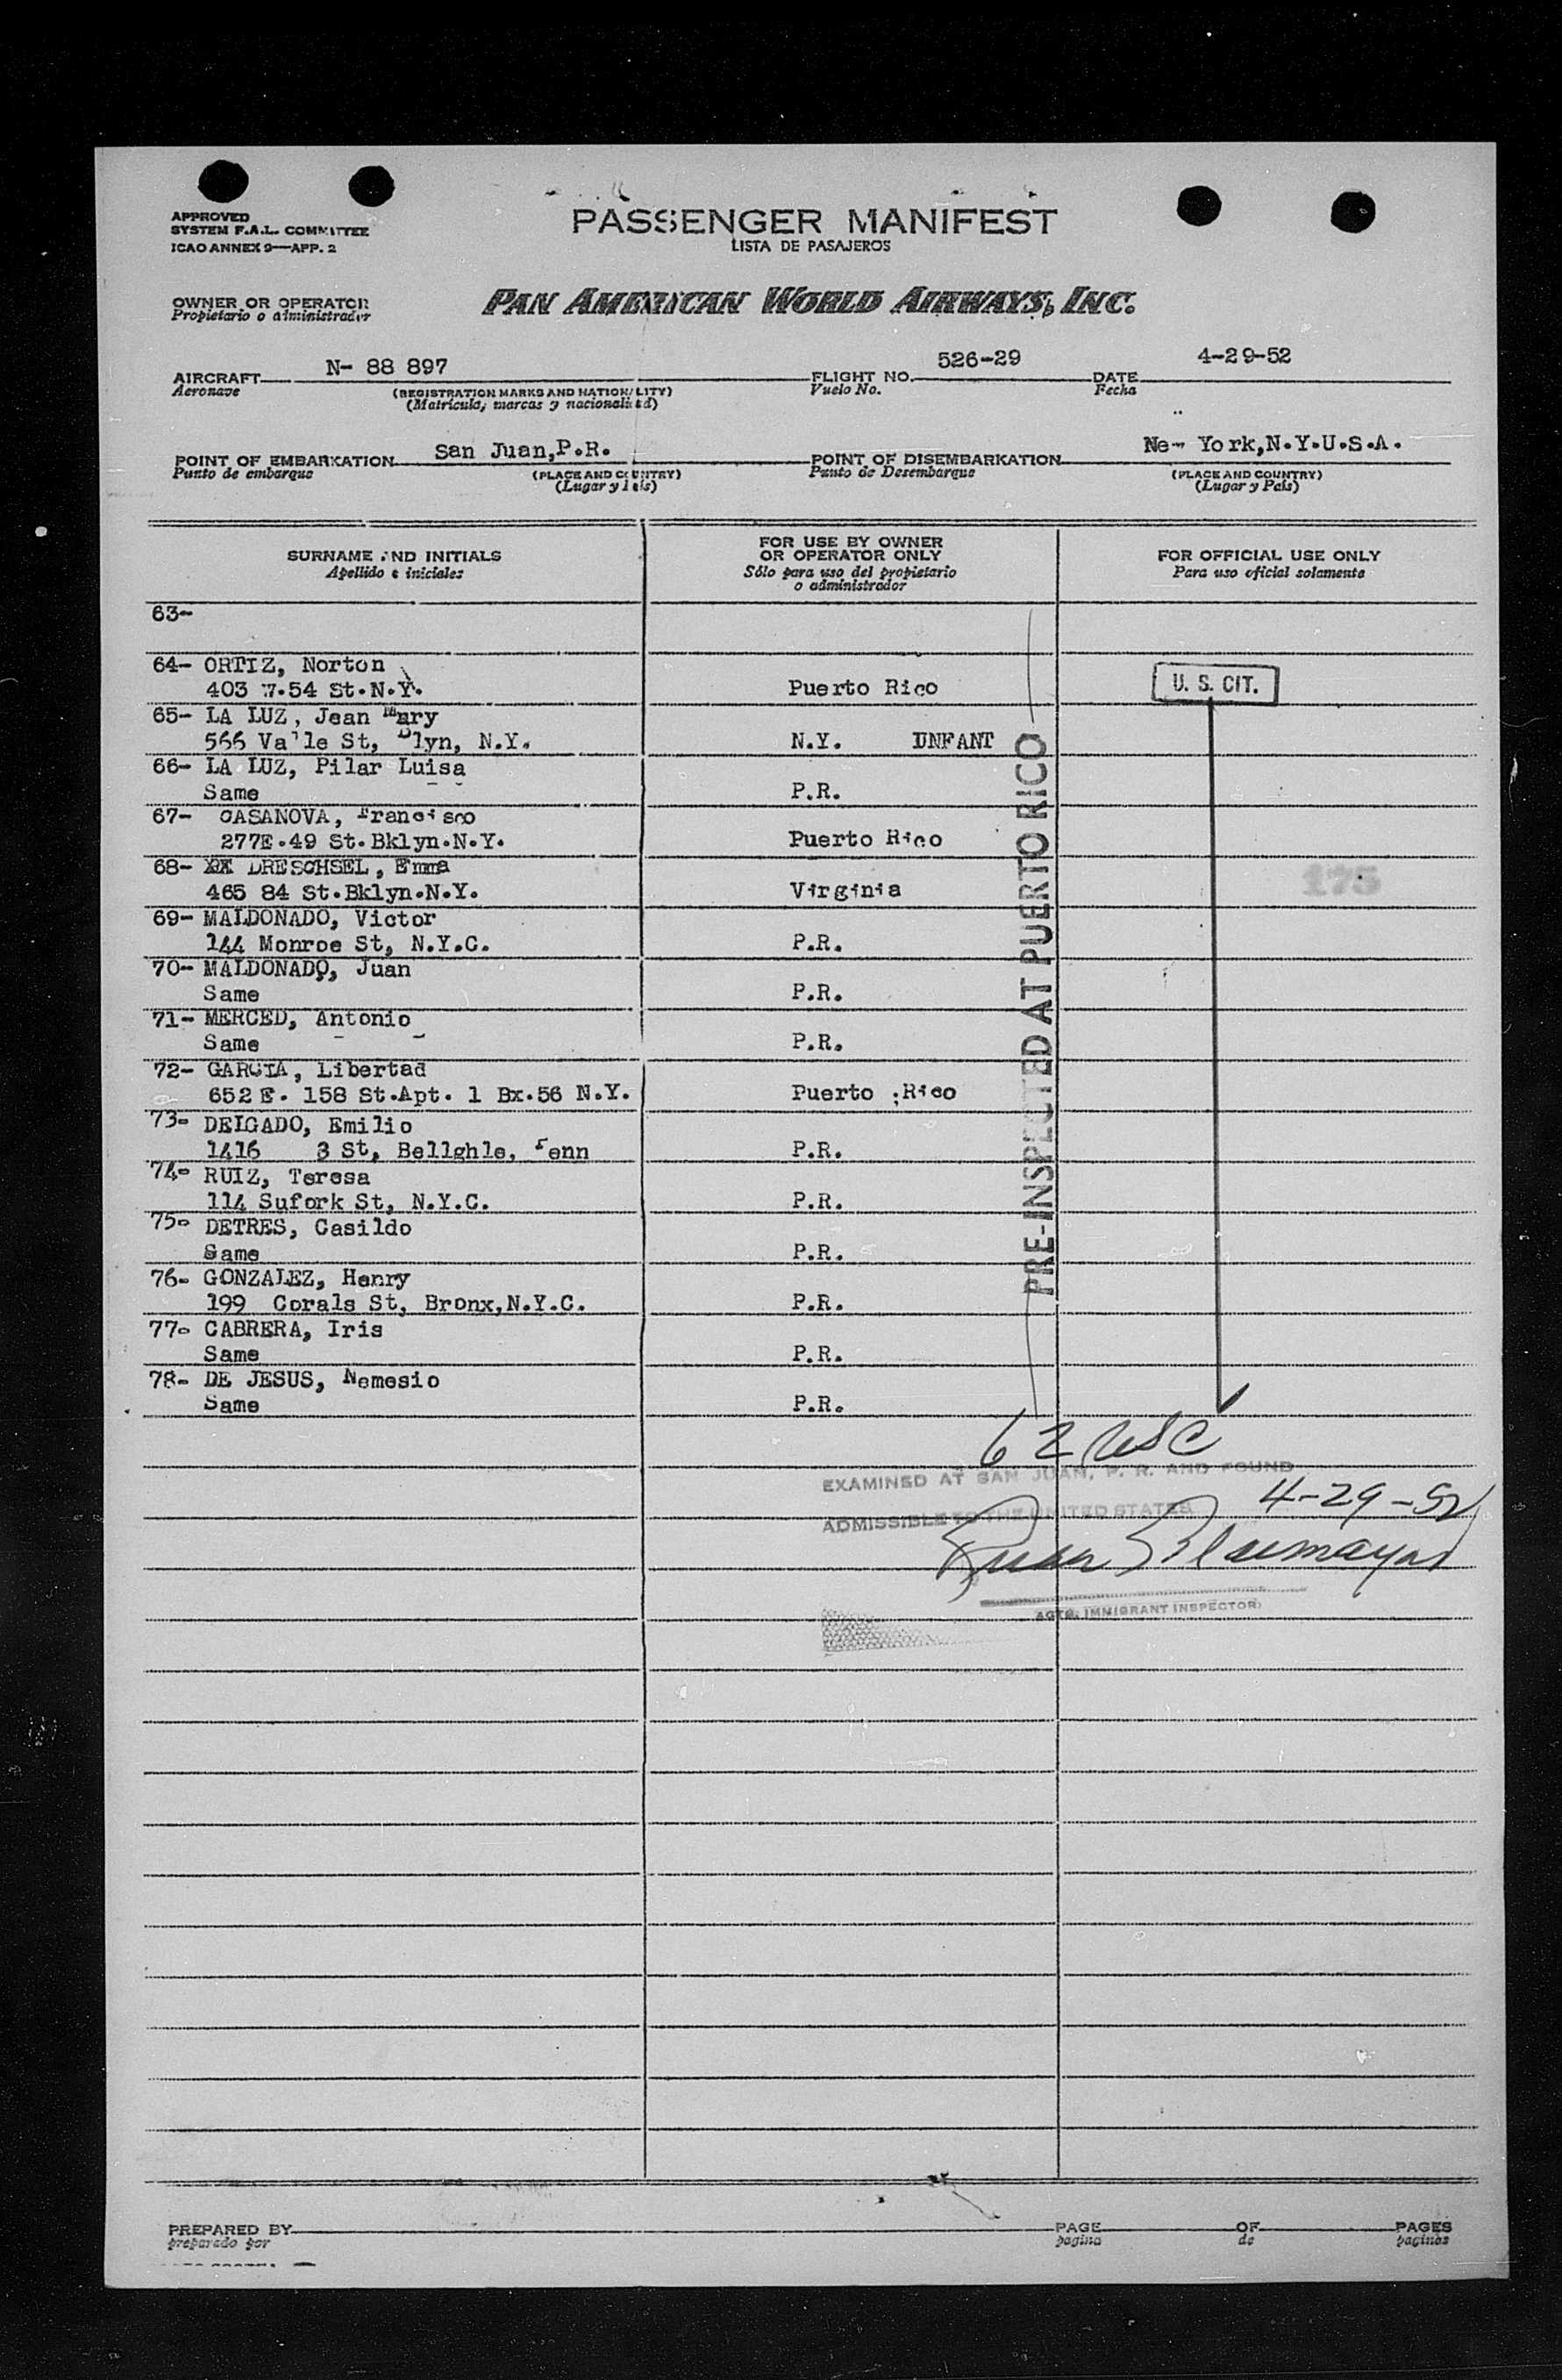 APPROVED
SYSTEM F.A.L. COMMITTEE
ICAO ANNEX 9—APP. 2
PASSENGER MANIFEST
LISTA DE PASAJEROS
OWNER OR OPERATOR
Propietario o administrador
PAN AMERICAN WORLD AIRWAYS, INC.
AIRCRAFT N- 88 897 FLIGHT NO. 526-29 DATE 4-29-52
Aeronave (REGISTRATION MARKS AND NATIONALITY) Vuelo No. Fecha
(Matrícula, marcas y nacionalidad)
POINT OF EMBARKATION San Juan,P.R. POINT OF DISEMBARKATION New York,N.Y.U.S.A.
Punto de embarque (PLACE AND COUNTRY) Punto de Desembarque (PLACE AND COUNTRY)
(Lugar y País) (Lugar y País)
SURNAME AND INITIALS
Apellido e iniciales
FOR USE BY OWNER
OR OPERATOR ONLY
Sólo para uso del propietario
o administrador
FOR OFFICIAL USE ONLY
Para uso oficial solamente
63-
64- ORTIZ, Norton
403 W.54 St.N.Y. Puerto Rico U. S. CIT.
65- LA LUZ, Jean Mary
566 Valle St, Blyn, N.Y. N.Y. INFANT
66- LA LUZ, Pilar Luisa
Same P.R.
67- CASANOVA, Francisco
277E.49 St.Bklyn.N.Y. Puerto Rico
68- DRESCHSEL, Emma
465 84 St.Bklyn.N.Y. Virginia 175
69- MALDONADO, Victor
144 Monroe St, N.Y.C. P.R.
70- MALDONADO, Juan
Same P.R.
71- MERCED, Antonio
Same P.R.
72- GARCIA, Libertad
652 E. 158 St.Apt. 1 Bx.56 N.Y. Puerto ;Rico
73- DELGADO, Emilio
1416 3 St, Bellghle, Penn P.R.
74- RUIZ, Teresa
114 Sufork St, N.Y.C. P.R.
75- DETRES, Casildo
Same P.R.
76- GONZALEZ, Henry
199 Corals St, Bronx,N.Y.C. P.R.
77- CABRERA, Iris
Same P.R.
78- DE JESUS, Nemesio
Same P.R.
PRE-INSPECTED AT PUERTO RICO
62 USC
EXAMINED AT SAN JUAN, P. R. AND FOUND
4-29-52
ADMISSIBLE TO THE UNITED STATES
ACTG. IMMIGRANT INSPECTOR
PREPARED BY PAGE OF PAGES
preparado por pagina de paginas